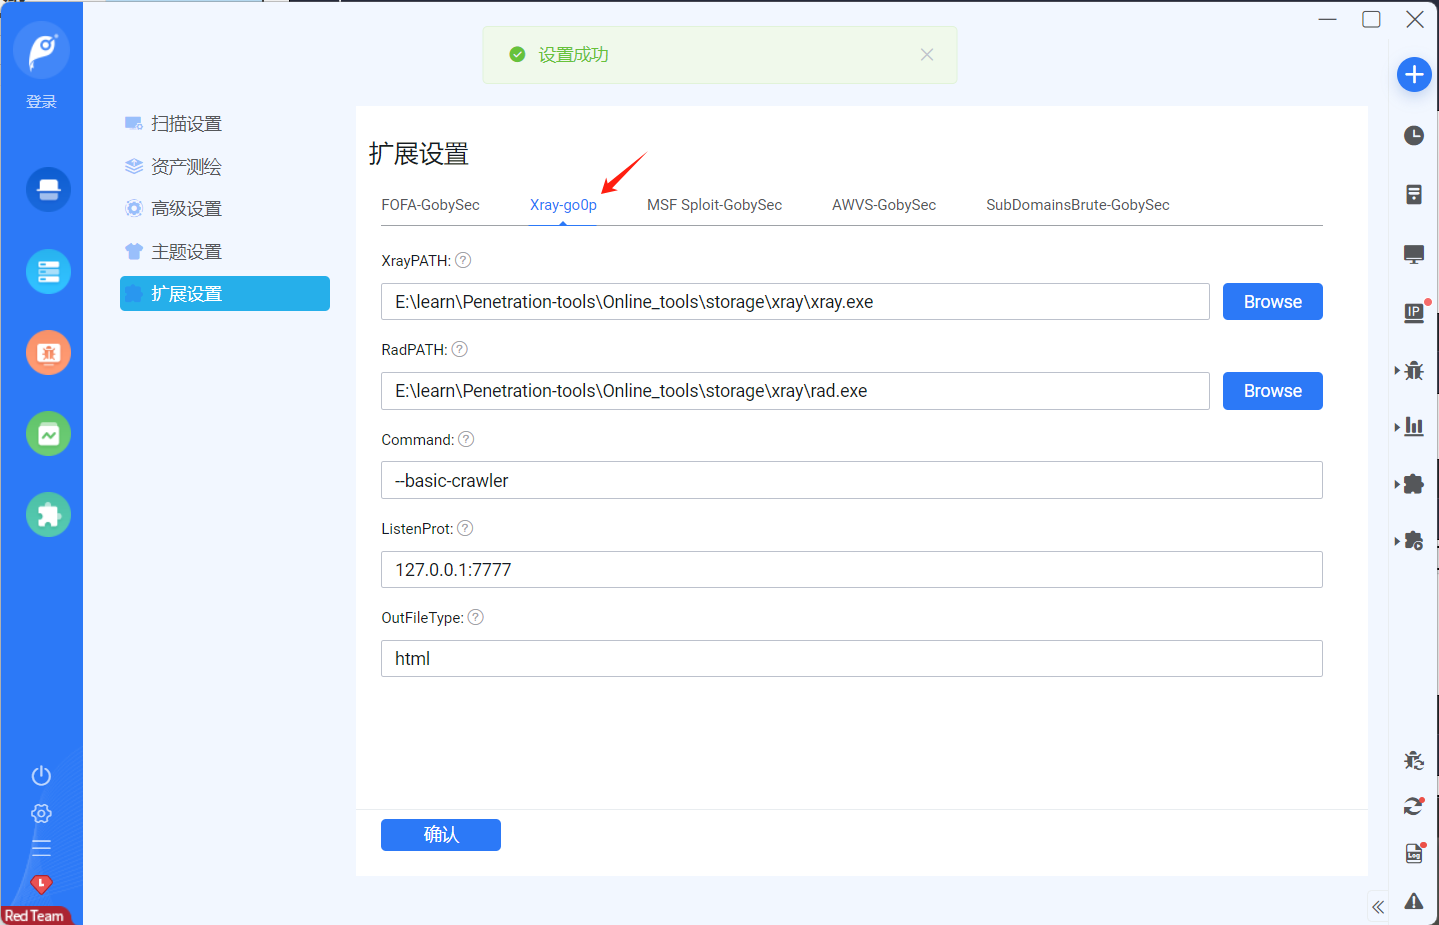 设置成功
登录
扫描设置
资产测绘
高级设置
主题设置
扩展设置
扩展设置
FOFA-GobySec
Xray-go0p
MSF Sploit-GobySec
AWVS-GobySec
SubDomainsBrute-GobySec
XrayPATH: ?
E:\learn\Penetration-tools\Online_tools\storage\xray\xray.exe
Browse
RadPATH: ?
E:\learn\Penetration-tools\Online_tools\storage\xray\rad.exe
Browse
Command: ?
--basic-crawler
ListenProt: ?
127.0.0.1:7777
OutFileType: ?
html
确认
IP
Log
L
Red Team